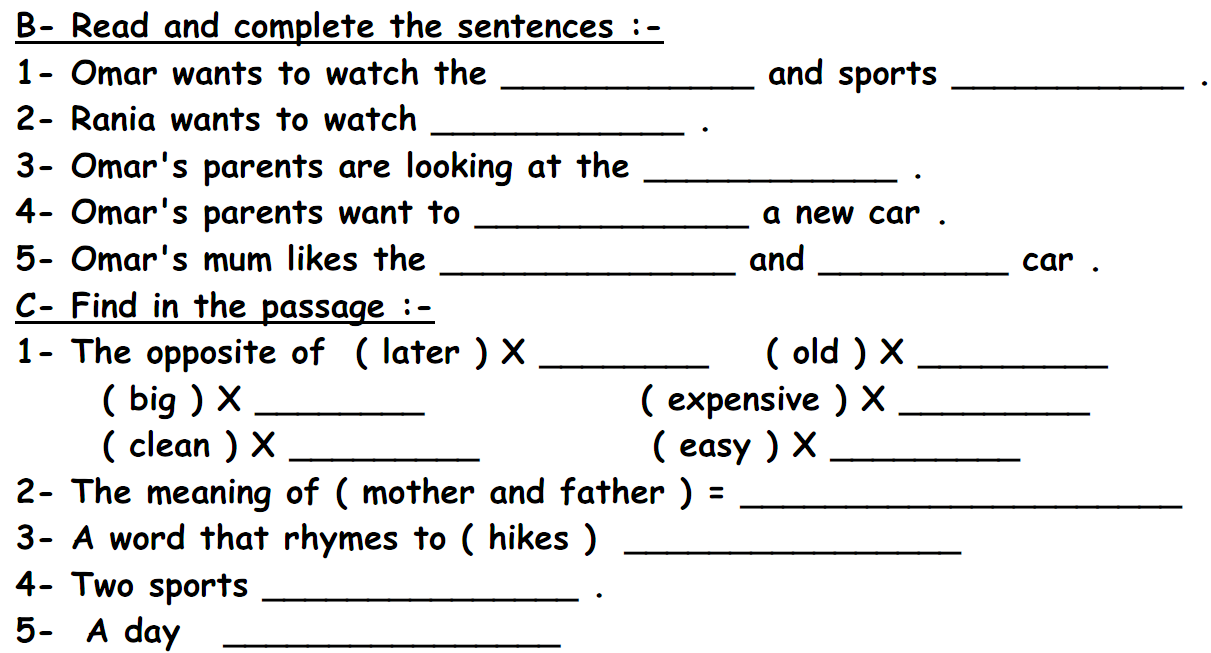 B- Read and complete the sentences :-
1- Omar wants to watch the ____________ and sports ___________ .
2- Rania wants to watch ____________ .
3- Omar's parents are looking at the ____________ .
4- Omar's parents want to _____________ a new car .
5- Omar's mum likes the ______________ and _________ car .
C- Find in the passage :-
1- The opposite of ( later ) X ________ ( old ) X _________
( big ) X ________ ( expensive ) X _________
( clean ) X _________ ( easy ) X _________
2- The meaning of ( mother and father ) = _____________________
3- A word that rhymes to ( hikes ) ________________
4- Two sports _______________ .
5- A day ________________